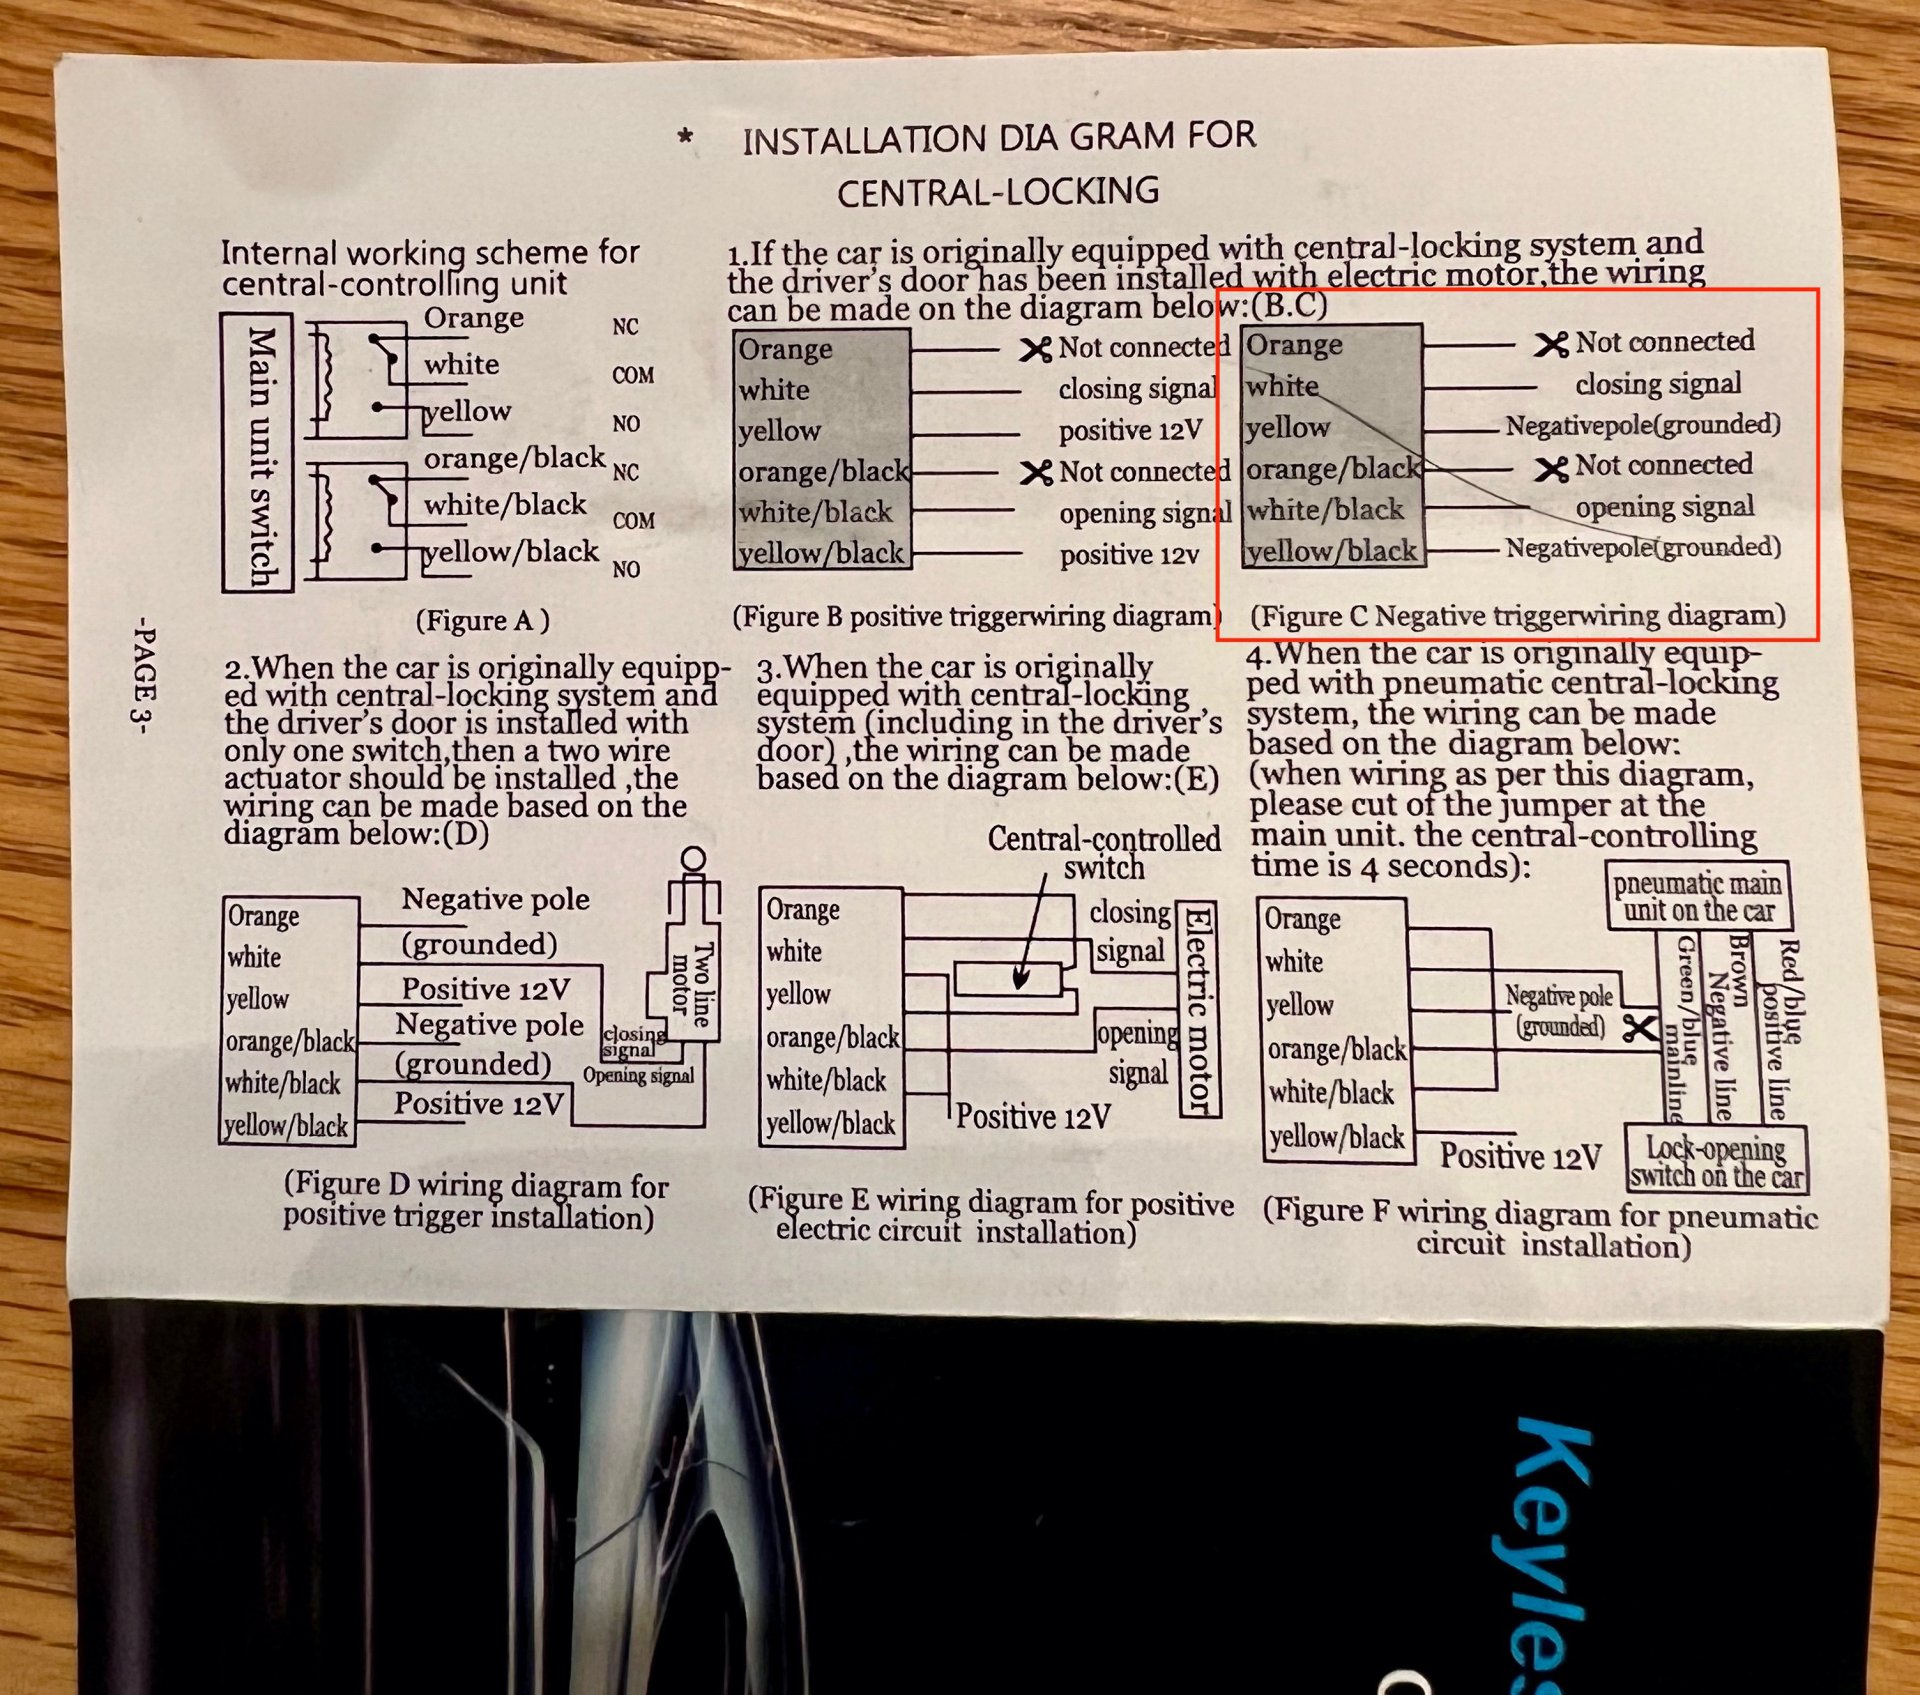 * INSTALLATION DIA GRAM FOR
CENTRAL-LOCKING
Internal working scheme for
central-controlling unit
Main unit switch
Orange NC
white COM
yellow NO
orange/black NC
white/black COM
yellow/black NO
(Figure A )
1.If the car is originally equipped with central-locking system and
the driver's door has been installed with electric motor,the wiring
can be made on the diagram below:(B.C)
Orange Not connected
white closing signal
yellow positive 12V
orange/black Not connected
white/black opening signal
yellow/black positive 12v
(Figure B positive triggerwiring diagram)
Orange Not connected
white closing signal
yellow Negativepole(grounded)
orange/black Not connected
white/black opening signal
yellow/black Negativepole(grounded)
(Figure C Negative triggerwiring diagram)
-PAGE 3-
2.When the car is originally equipp-
ed with central-locking system and
the driver's door is installed with
only one switch,then a two wire
actuator should be installed ,the
wiring can be made based on the
diagram below:(D)
Orange
white
yellow
orange/black
white/black
yellow/black
Negative pole
(grounded)
Positive 12V
Negative pole
(grounded)
Positive 12V
closing
signal
Opening signal
Two line
motor
(Figure D wiring diagram for
positive trigger installation)
3.When the car is originally
equipped with central-locking
system (including in the driver's
door) ,the wiring can be made
based on the diagram below:(E)
Central-controlled
switch
Orange
white
yellow
orange/black
white/black
yellow/black
closing
signal
opening
signal
Electric motor
Positive 12V
(Figure E wiring diagram for positive
electric circuit installation)
4.When the car is originally equip-
ped with pneumatic central-locking
system, the wiring can be made
based on the diagram below:
(when wiring as per this diagram,
please cut of the jumper at the
main unit. the central-controlling
time is 4 seconds):
pneumatic main
unit on the car
Orange
white
yellow
orange/black
white/black
yellow/black
Negative pole
(grounded)
Green/blue
mainline
Brown
Negative line
Red/blue
positive line
Positive 12V
Lock-opening
switch on the car
(Figure F wiring diagram for pneumatic
circuit installation)